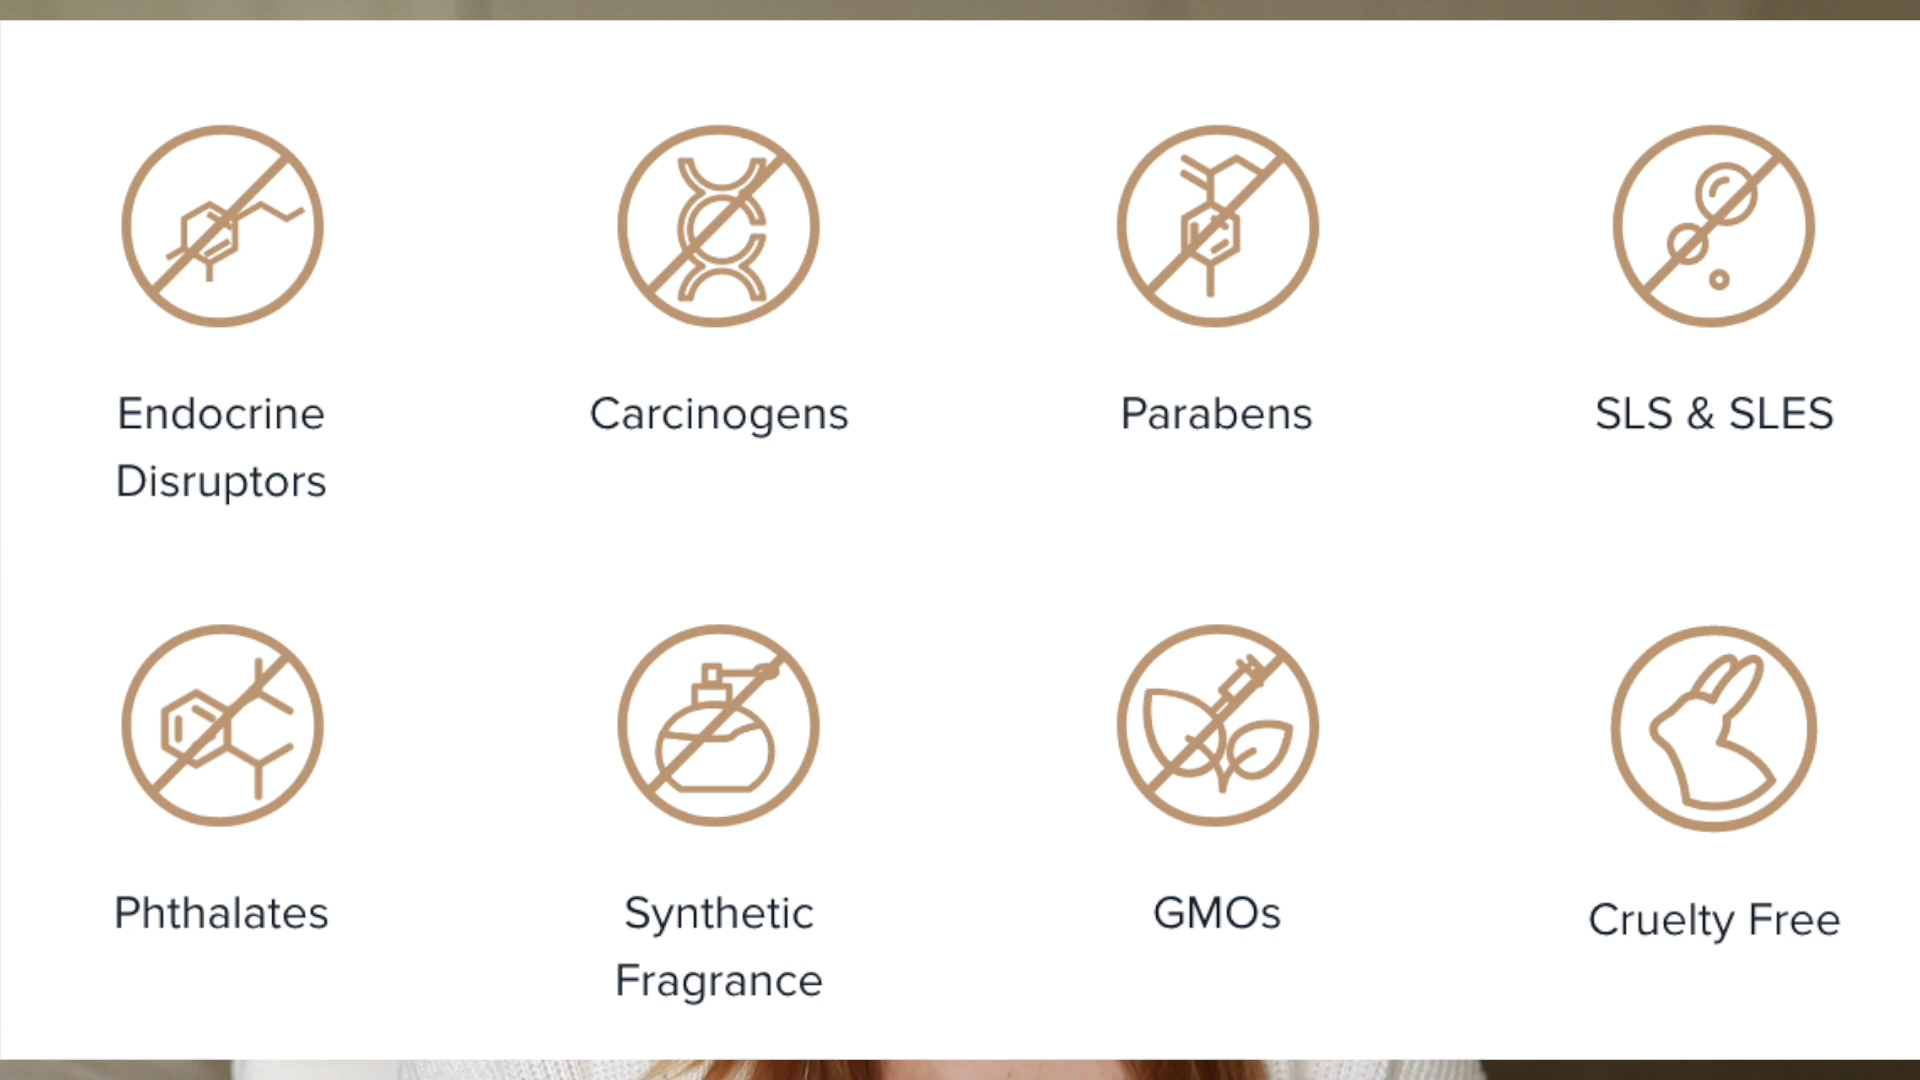 Endocrine
Disruptors
Carcinogens
Parabens
SLS & SLES
Phthalates
Synthetic
Fragrance
GMOs
Cruelty Free